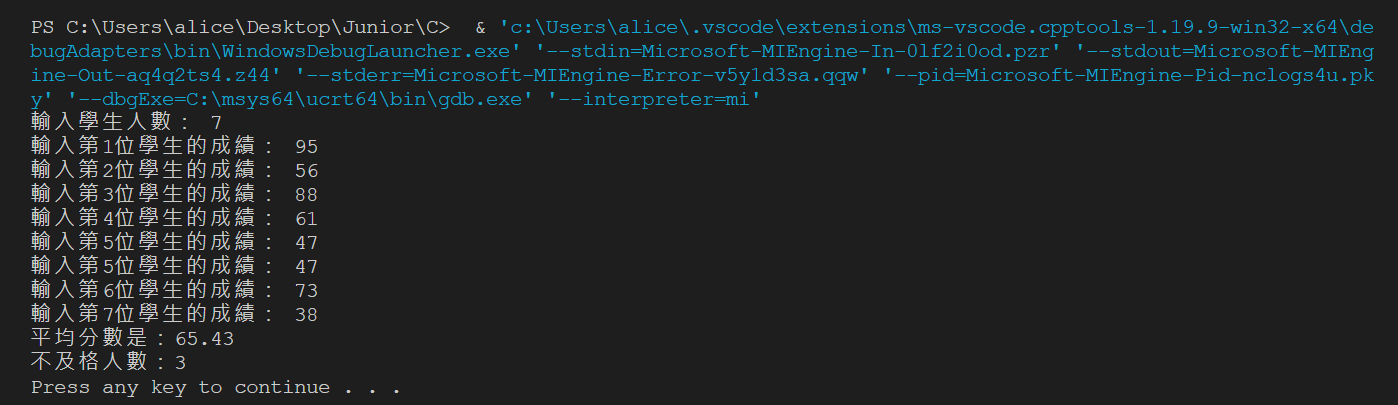 PS C:\Users\alice\Desktop\Junior\C>  & 'c:\Users\alice\.vscode\extensions\ms-vscode.cpptools-1.19.9-win32-x64\de
bugAdapters\bin\WindowsDebugLauncher.exe' '--stdin=Microsoft-MIEngine-In-0lf2i0od.pzr' '--stdout=Microsoft-MIEng
ine-Out-aq4q2ts4.z44' '--stderr=Microsoft-MIEngine-Error-v5yld3sa.qqw' '--pid=Microsoft-MIEngine-Pid-nclogs4u.pk
y' '--dbgExe=C:\msys64\ucrt64\bin\gdb.exe' '--interpreter=mi'
輸入學生人數： 7
輸入第1位學生的成績： 95
輸入第2位學生的成績： 56
輸入第3位學生的成績： 88
輸入第4位學生的成績： 61
輸入第5位學生的成績： 47
輸入第5位學生的成績： 47
輸入第6位學生的成績： 73
輸入第7位學生的成績： 38
平均分數是：65.43
不及格人數：3
Press any key to continue . . .